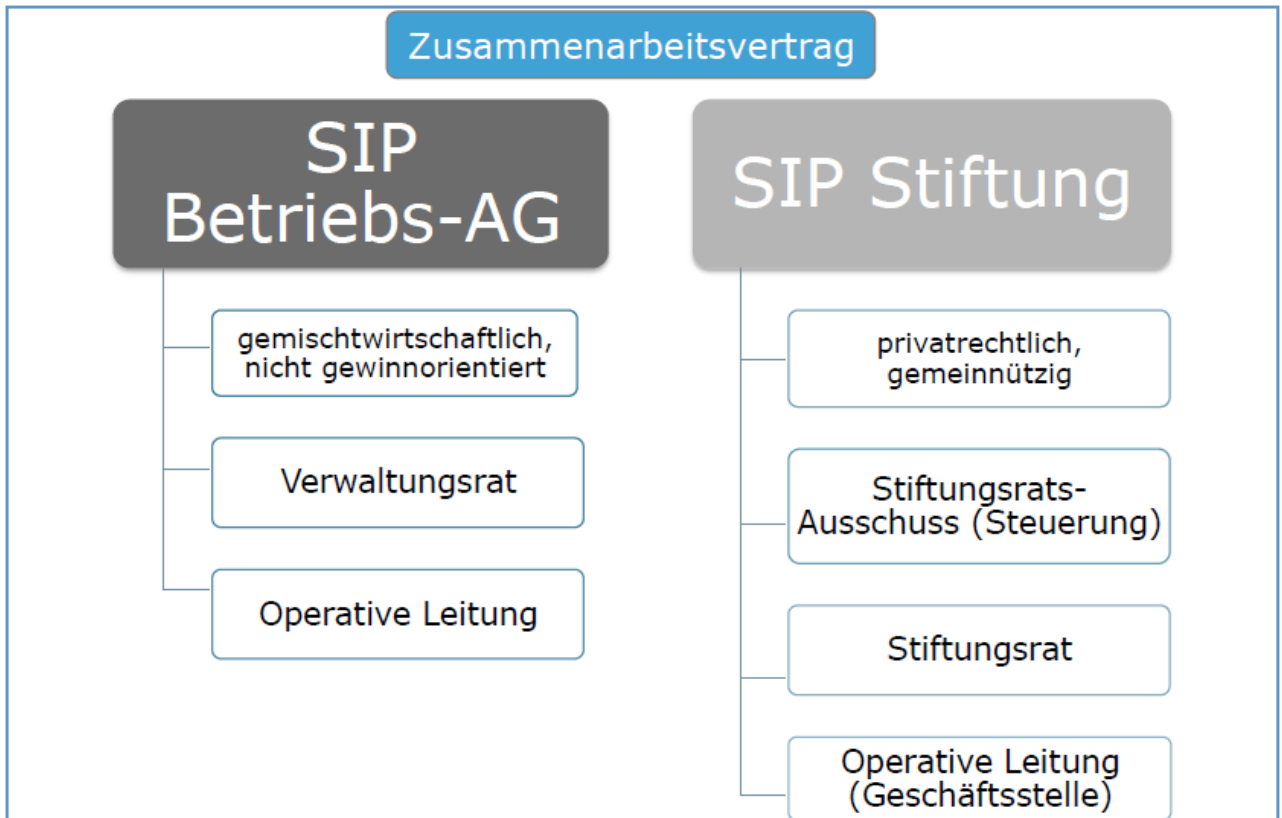 Zusammenarbeitsvertrag
SIP
Betriebs-AG
gemischtwirtschaftlich,
nicht gewinnorientiert
Verwaltungsrat
Operative Leitung
SIP Stiftung
privatrechtlich,
gemeinnützig
Stiftungsrats-
Ausschuss (Steuerung)
Stiftungsrat
Operative Leitung
(Geschäftsstelle)